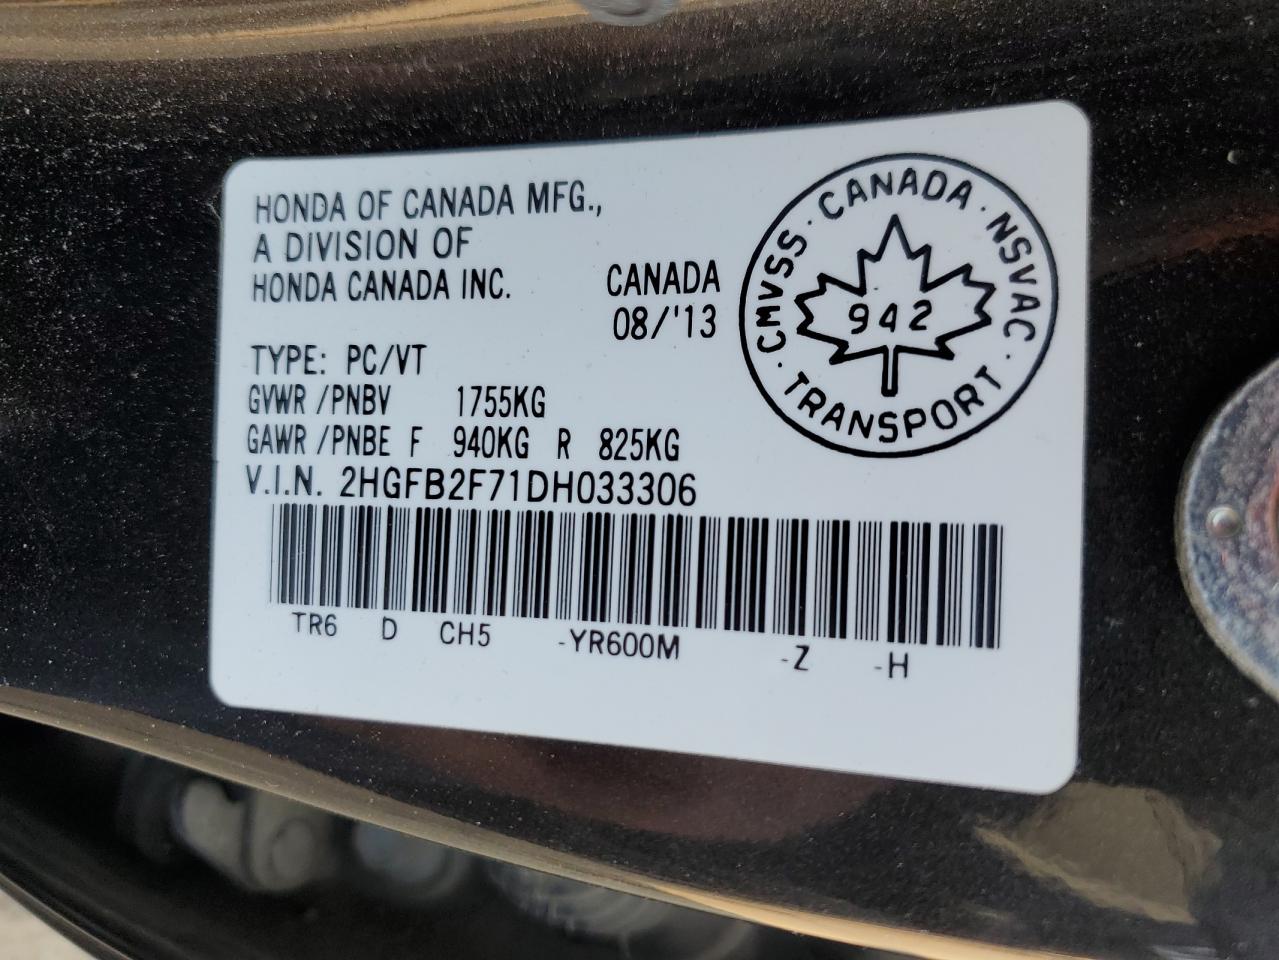 HONDA OF CANADA MFG.,
A DIVISION OF
HONDA CANADA INC.
CANADA
08/'13
TYPE: PC/VT
GVWR /PNBV 1755KG
GAWR /PNBE F 940KG R 825KG
V.I.N. 2HGFB2F71DH033306
TR6 D CH5 -YR600M -Z -H
CANADA · NSVAC · TRANSPORT · CMVSS ·
942